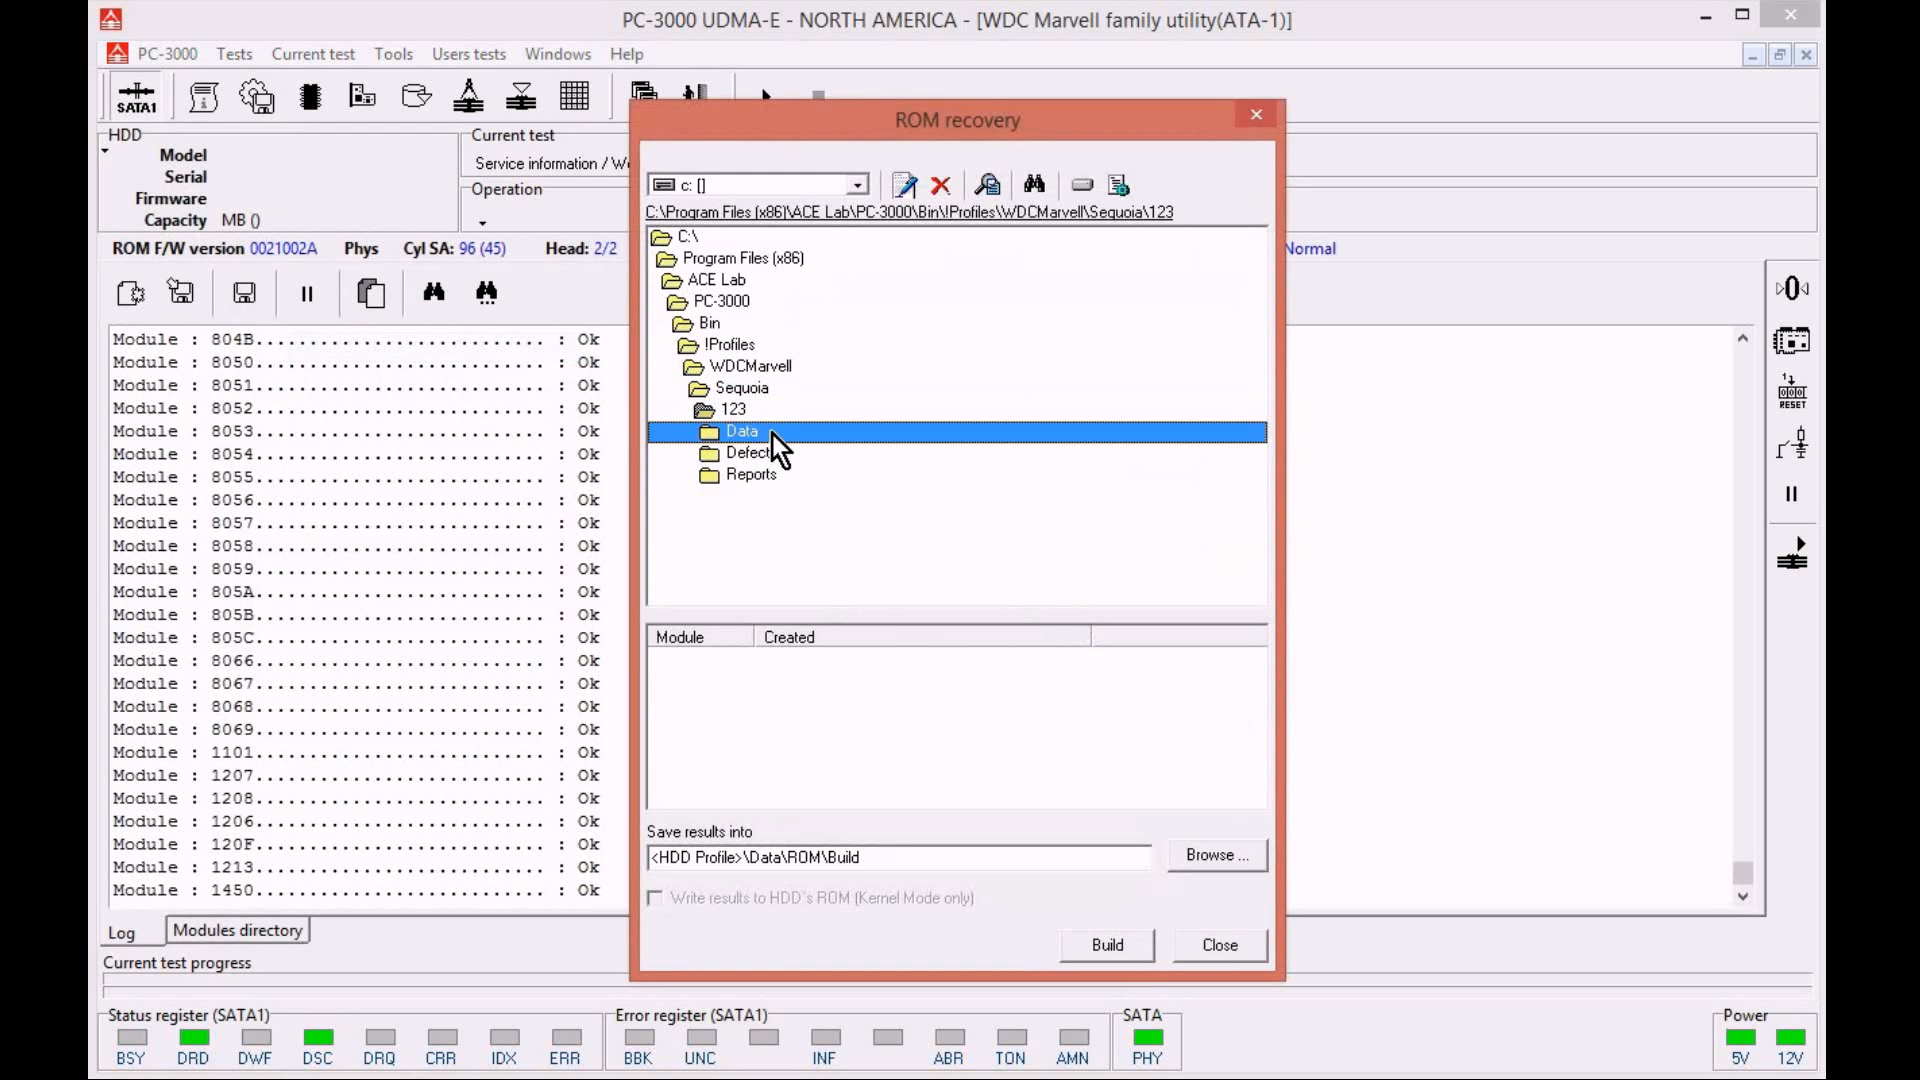 PC-3000 UDMA-E - NORTH AMERICA - [WDC Marvell family utility(ATA-1)]
PC-3000 Tests Current test Tools Users tests Windows Help
SATA1
ROM recovery
HDD
Model
Serial
Firmware
Capacity MB ()
Current test
Service information /
Operation
ROM F/W version 0021002A Phys Cyl SA: 96 (45) Head: 2/2
Normal
c: []
C:\Program Files (x86)\ACE Lab\PC-3000\Bin\!Profiles\WDCMarvell\Sequoia\123
C:\
Program Files (x86)
ACE Lab
PC-3000
Bin
!Profiles
WDCMarvell
Sequoia
123
Data
Defect
Reports
Module Created
Save results into
<HDD Profile>\Data\ROM\Build
Browse ...
Write results to HDD's ROM (Kernel Mode only)
Build Close
Module : 804B.............................. : Ok
Module : 8050.............................. : Ok
Module : 8051.............................. : Ok
Module : 8052.............................. : Ok
Module : 8053.............................. : Ok
Module : 8054.............................. : Ok
Module : 8055.............................. : Ok
Module : 8056.............................. : Ok
Module : 8057.............................. : Ok
Module : 8058.............................. : Ok
Module : 8059.............................. : Ok
Module : 805A.............................. : Ok
Module : 805B.............................. : Ok
Module : 805C.............................. : Ok
Module : 8066.............................. : Ok
Module : 8067.............................. : Ok
Module : 8068.............................. : Ok
Module : 8069.............................. : Ok
Module : 1101.............................. : Ok
Module : 1207.............................. : Ok
Module : 1208.............................. : Ok
Module : 1206.............................. : Ok
Module : 120F.............................. : Ok
Module : 1213.............................. : Ok
Module : 1450.............................. : Ok
RESET
Log Modules directory
Current test progress
Status register (SATA1)
BSY DRD DWF DSC DRQ CRR IDX ERR
Error register (SATA1)
BBK UNC INF ABR TON AMN
SATA
PHY
Power
5V 12V